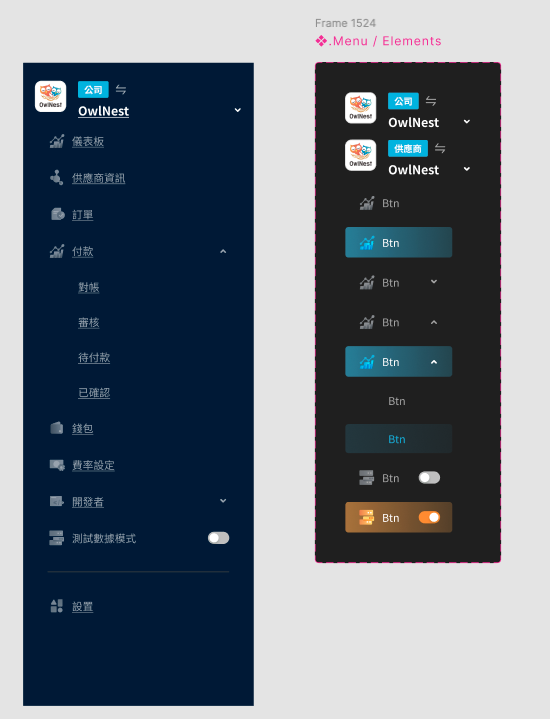 Frame 1524
❖.Menu / Elements
OwlNest
公司
OwlNest
儀表板
供應商資訊
訂單
付款
對帳
審核
待付款
已確認
錢包
費率設定
開發者
測試數據模式
設置
OwlNest
公司
OwlNest
OwlNest
供應商
OwlNest
Btn
Btn
Btn
Btn
Btn
Btn
Btn
Btn
Btn